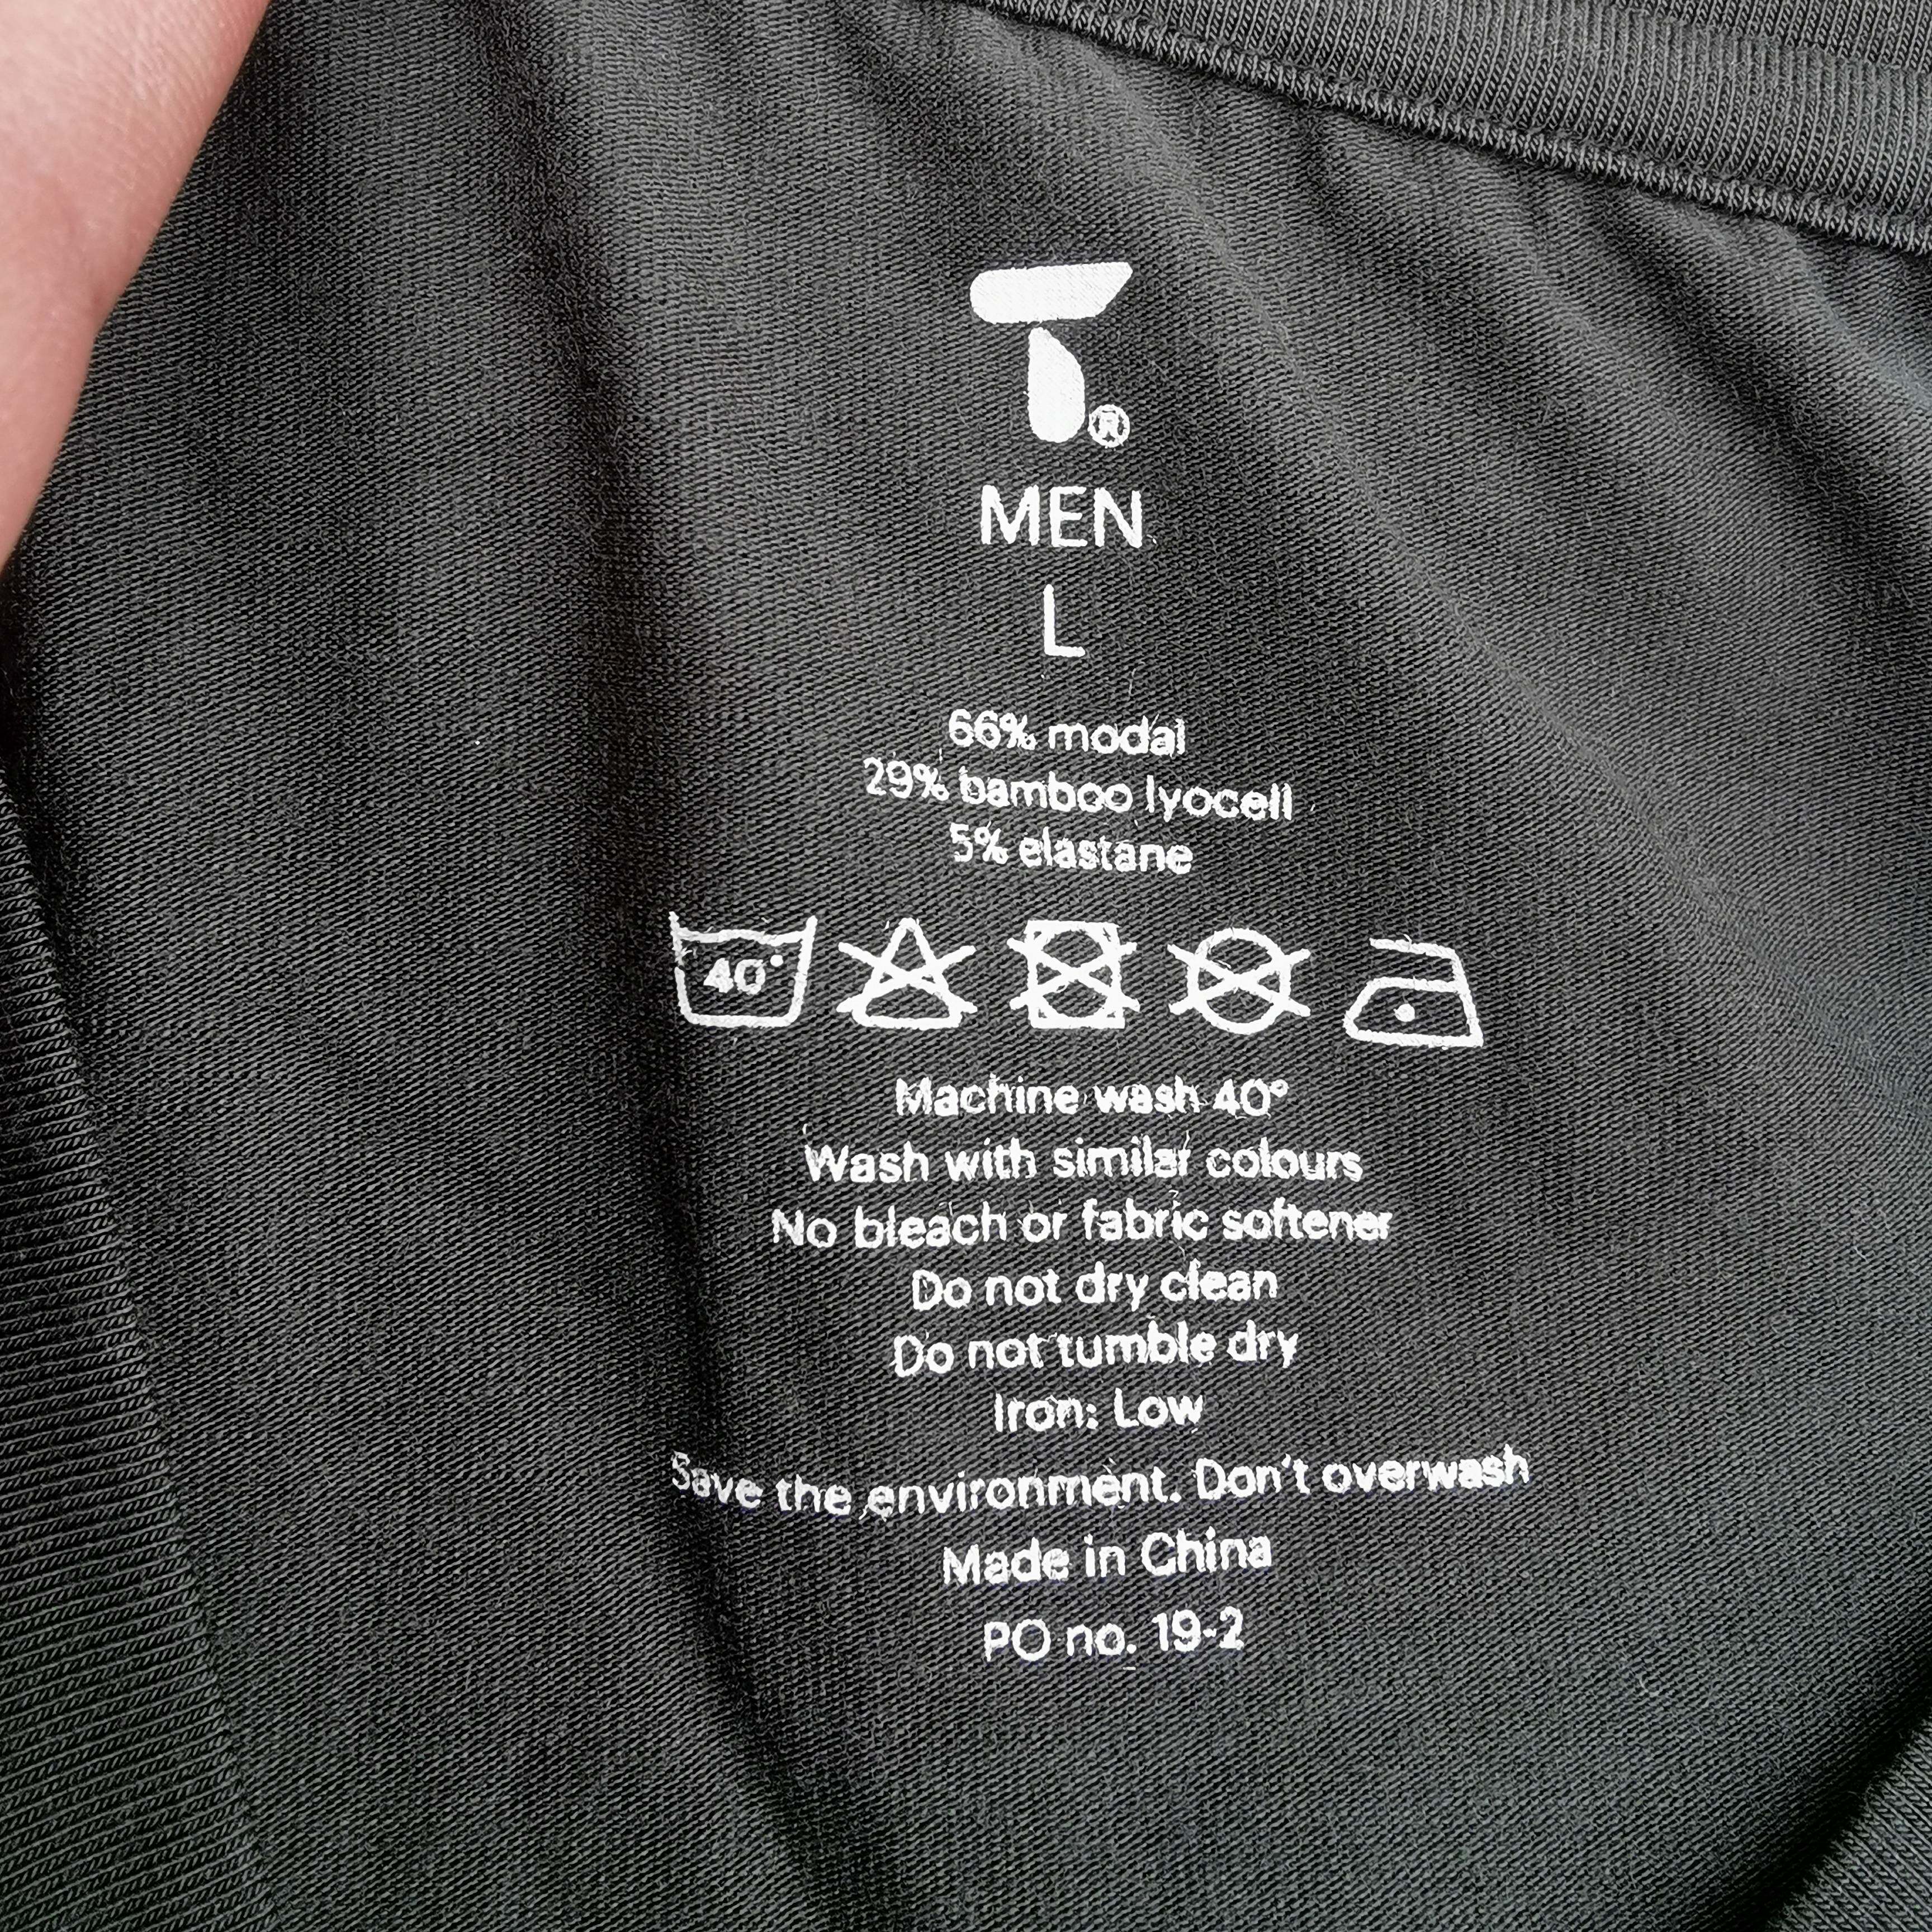 T®
MEN
L
66% modal
29% bamboo lyocell
5% elastane
40°
Machine wash 40°
Wash with similar colours
No bleach or fabric softener
Do not dry clean
Do not tumble dry
Iron: Low
Save the environment. Don't overwash
Made in China
PO no. 19-2